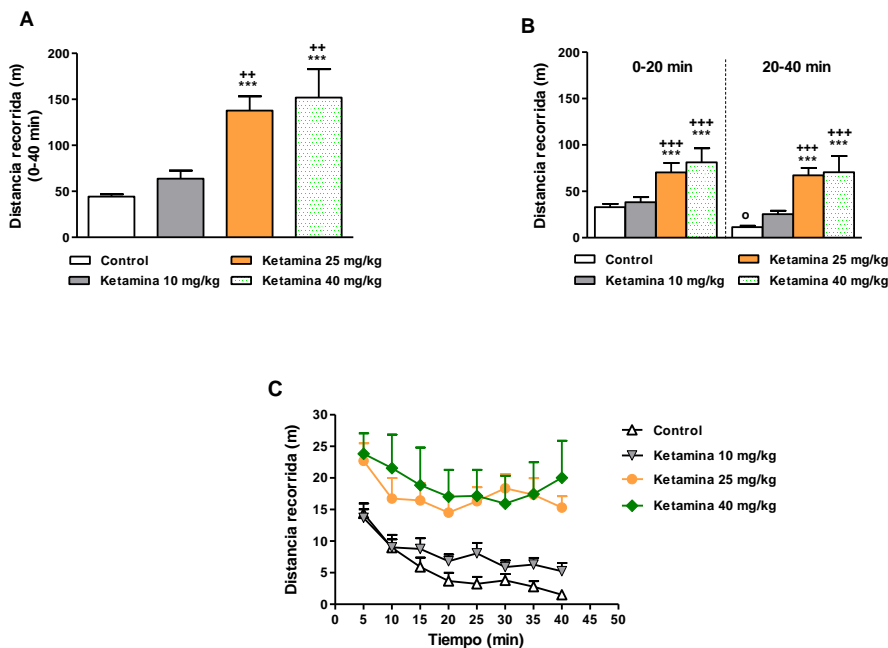 A
Distancia recorrida (m)
(0-40 min)
200
150
100
50
0
++
***
++
***
Control
Ketamina 25 mg/kg
Ketamina 10 mg/kg
Ketamina 40 mg/kg
B
Distancia recorrida (m)
200
150
100
50
0
0-20 min
20-40 min
+++
***
+++
***
o
+++
***
+++
***
Control
Ketamina 25 mg/kg
Ketamina 10 mg/kg
Ketamina 40 mg/kg
C
Distancia recorrida (m)
30
25
20
15
10
5
0
0 5 10 15 20 25 30 35 40 45 50
Tiempo (min)
Control
Ketamina 10 mg/kg
Ketamina 25 mg/kg
Ketamina 40 mg/kg